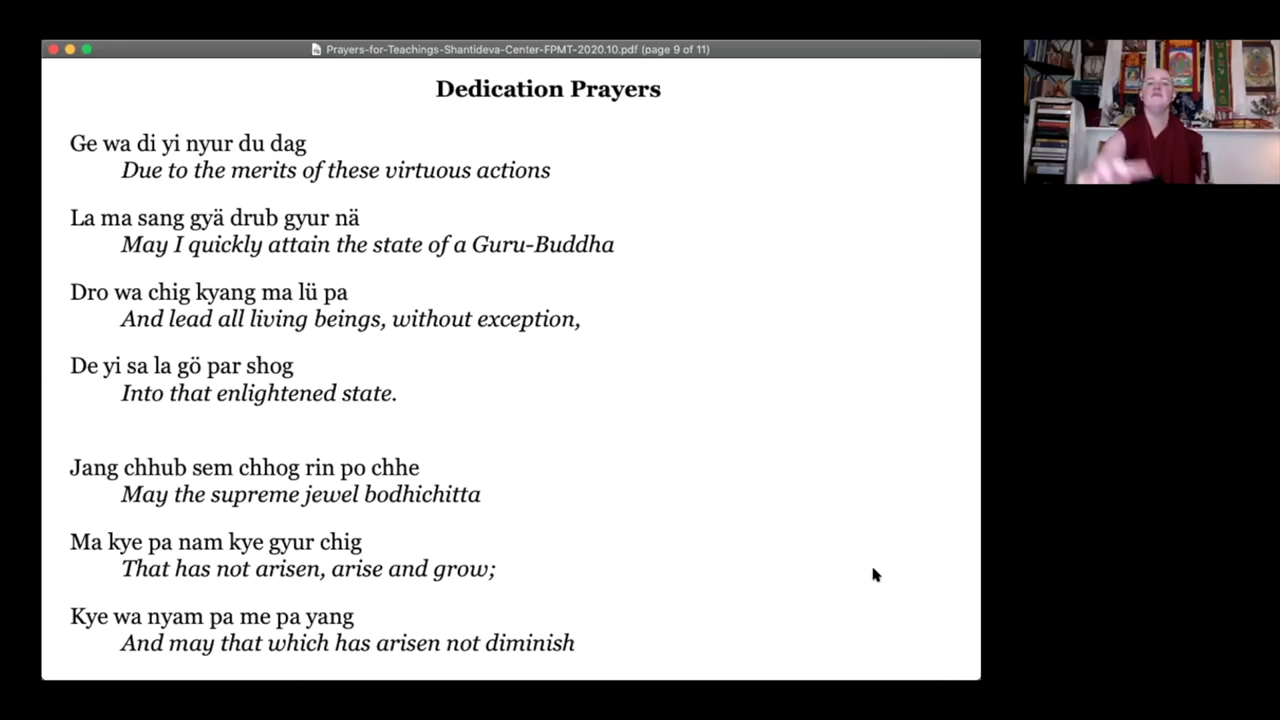 Prayers-for-Teachings-Shantideva-Center-FPMT-2020.10.pdf (page 9 of 11)
Dedication Prayers
Ge wa di yi nyur du dag
Due to the merits of these virtuous actions
La ma sang gyä drub gyur nä
May I quickly attain the state of a Guru-Buddha
Dro wa chig kyang ma lü pa
And lead all living beings, without exception,
De yi sa la gö par shog
Into that enlightened state.
Jang chhub sem chhog rin po chhe
May the supreme jewel bodhichitta
Ma kye pa nam kye gyur chig
That has not arisen, arise and grow;
Kye wa nyam pa me pa yang
And may that which has arisen not diminish